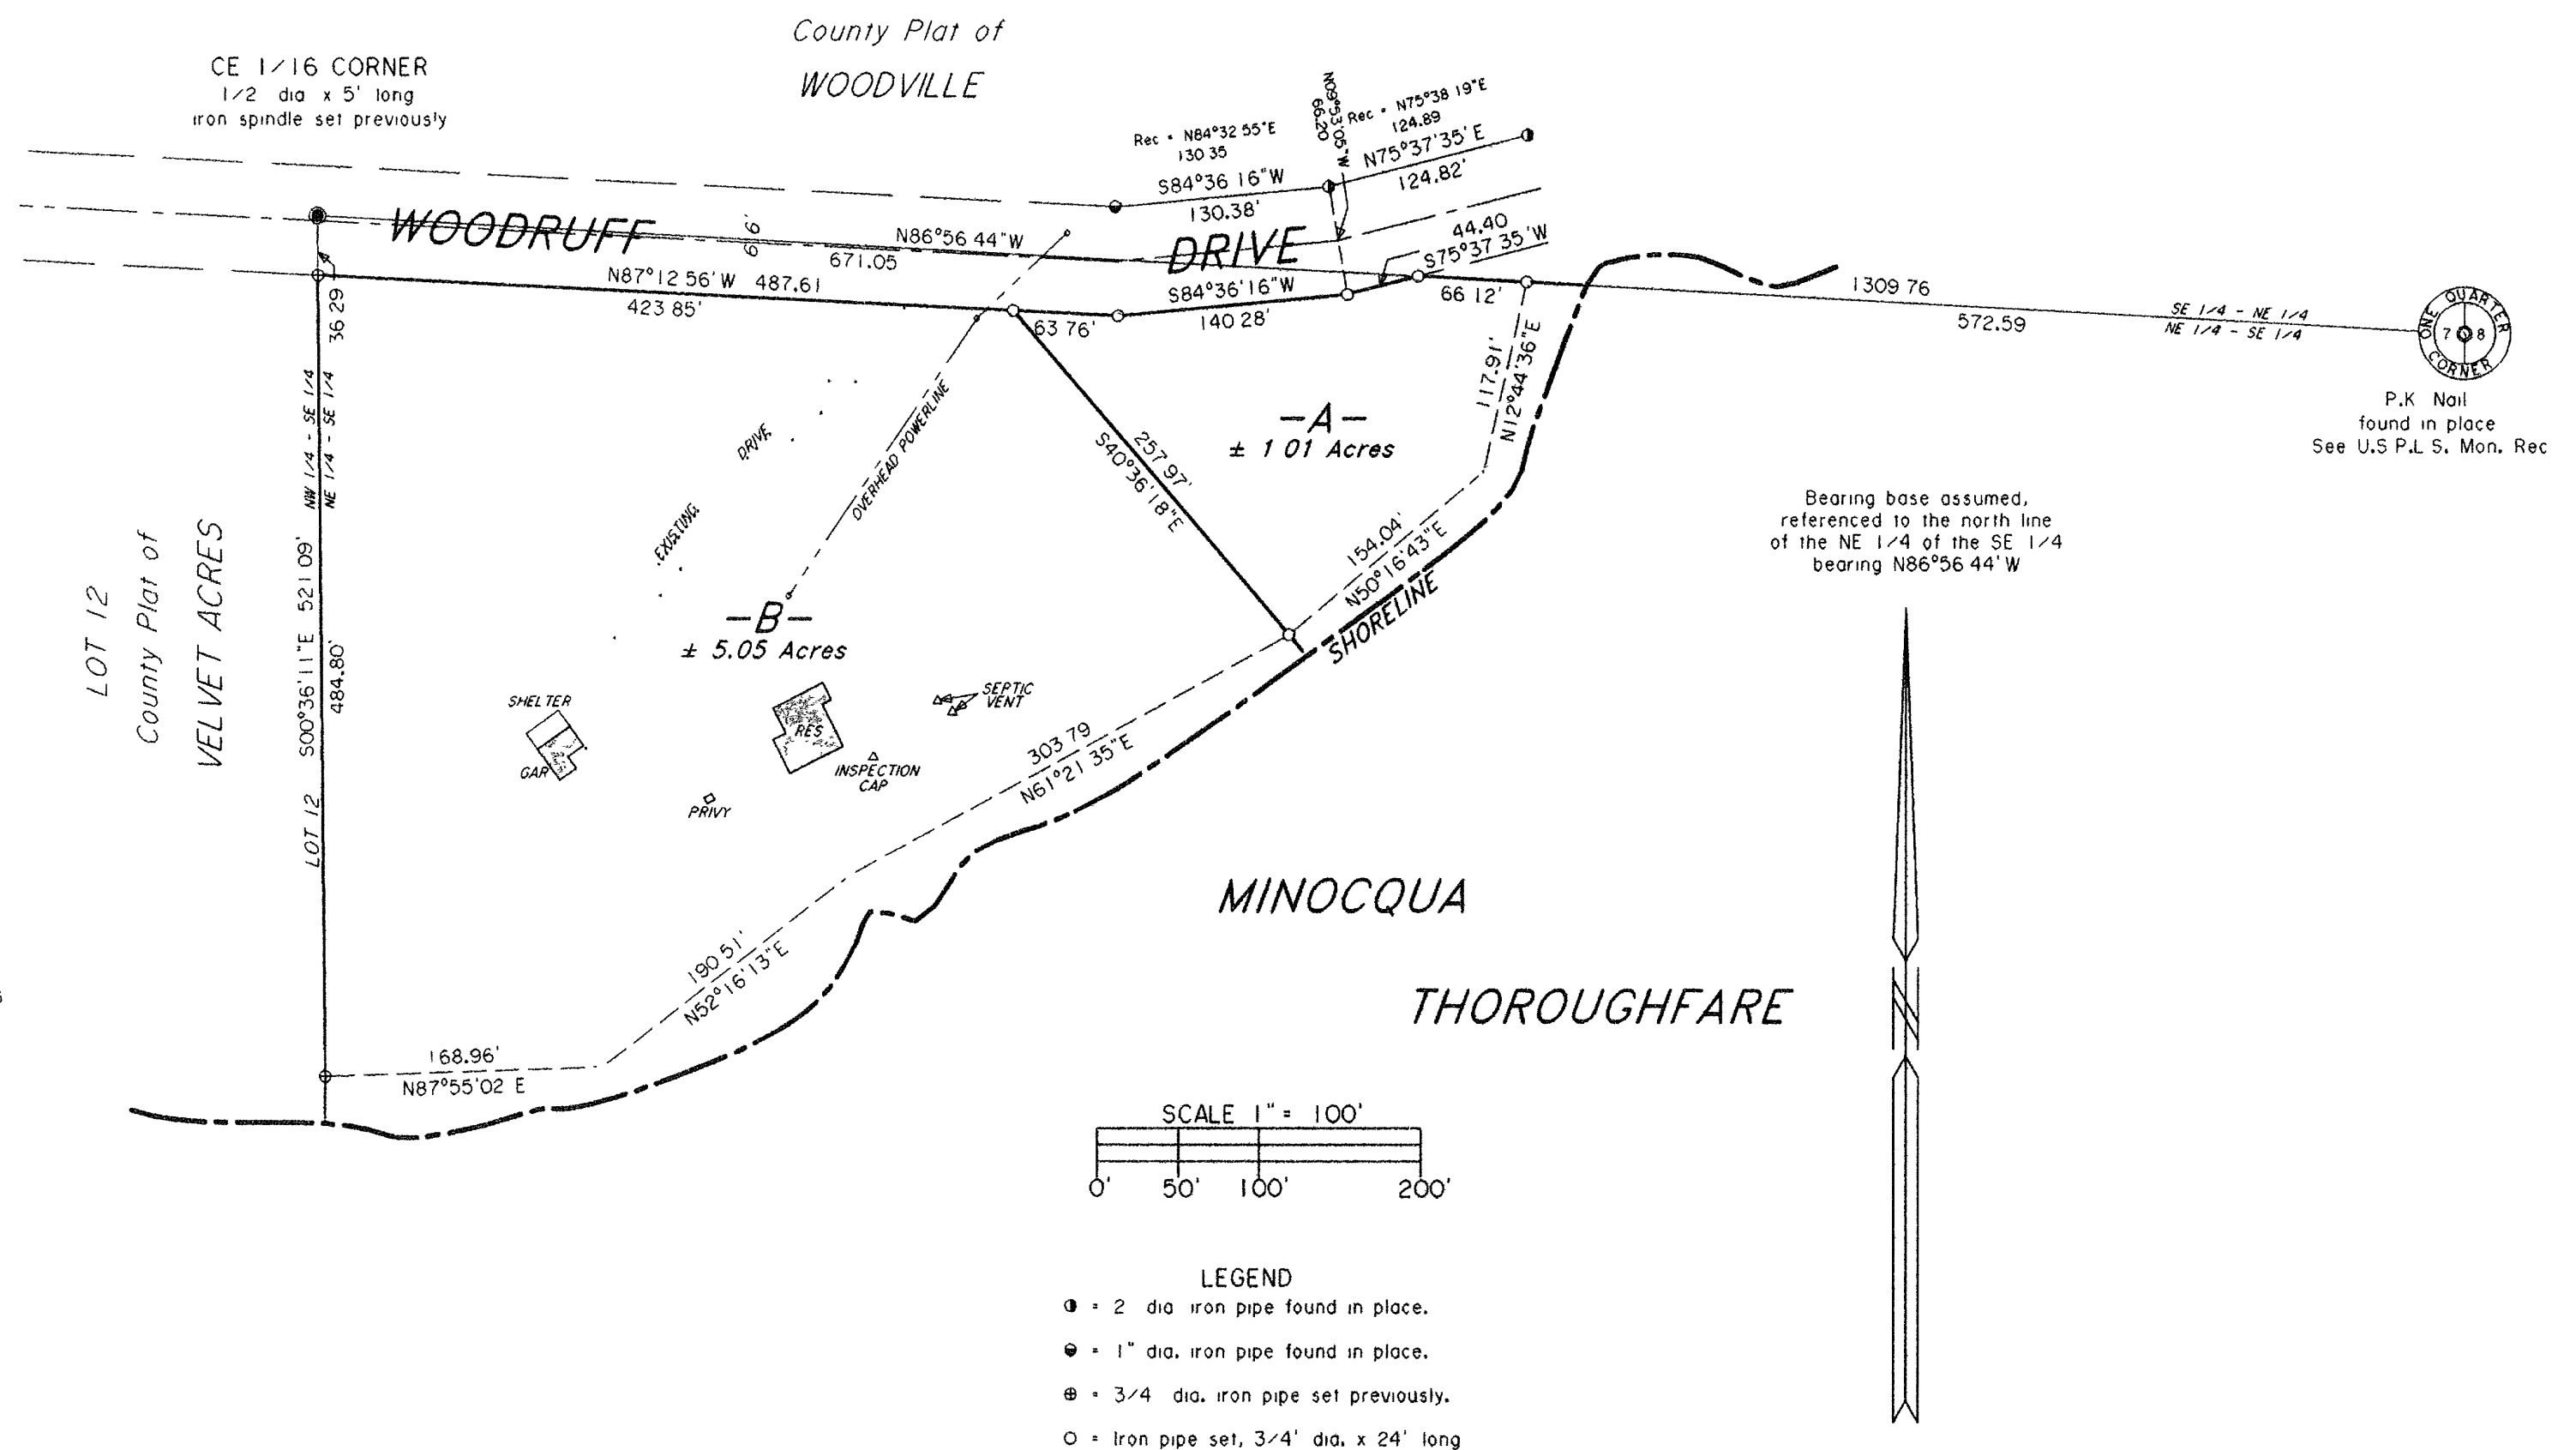 County Plat of
WOODVILLE
CE 1/16 CORNER
1/2 dia x 5' long
iron spindle set previously
Rec = N84°32 55"E
130 35
S84°36 16"W
130.38'
N09°53'05"W
66.20
Rec = N75°38 19"E
124.89
N75°37'35'E
124.82'
WOODRUFF
DRIVE
66'
N86°56 44"W
671.05
44.40
S75°37 35'W
N87°12 56'W 487.61
423 85'
63 76'
S84°36'16"W
140 28'
66 12'
1309 76
572.59
SE 1/4 - NE 1/4
NE 1/4 - SE 1/4
ONE QUARTER
7 8
CORNER
P.K Nail
found in place
See U.S P.L S. Mon. Rec
36 29
NW 1/4 - SE 1/4
NE 1/4 - SE 1/4
117.91'
N12°44'36"E
-A-
± 1 01 Acres
257 97'
S40°36'18"E
DRIVE
EXISTING
OVERHEAD POWERLINE
154.04'
N50°16'43"E
SHORELINE
Bearing base assumed,
referenced to the north line
of the NE 1/4 of the SE 1/4
bearing N86°56 44'W
LOT 12
County Plat of
VELVET ACRES
LOT 12 S00°36'11"E 521 09'
484.80'
-B-
± 5.05 Acres
SHELTER
GAR
RES
SEPTIC
VENT
INSPECTION
CAP
PRIVY
303 79
N61°21 35"E
190 51'
N52°16'13"E
168.96'
N87°55'02 E
MINOCQUA
THOROUGHFARE
SCALE 1" = 100'
0' 50' 100' 200'
LEGEND
= 2 dia iron pipe found in place.
= 1" dia. iron pipe found in place.
= 3/4 dia. iron pipe set previously.
= Iron pipe set, 3/4' dia. x 24' long